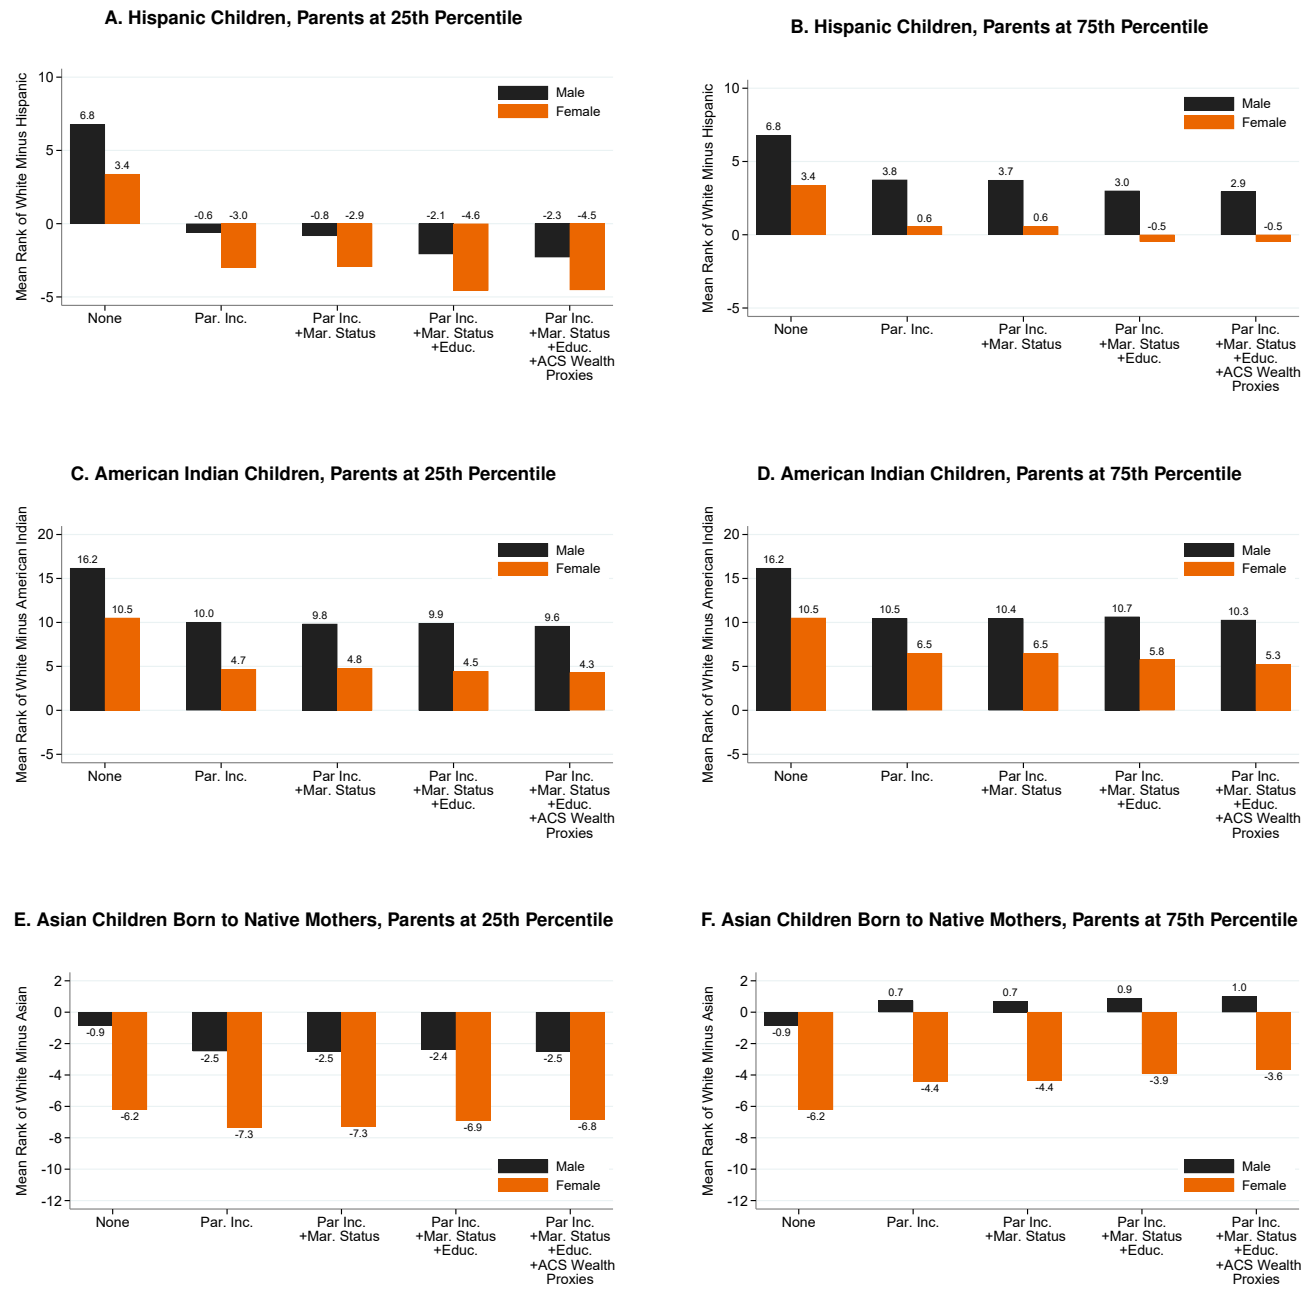 A. Hispanic Children, Parents at 25th Percentile
Mean Rank of White Minus Hispanic
10
5
0
-5
Male
Female
6.8
3.4
-0.6
-3.0
-0.8
-2.9
-2.1
-4.6
-2.3
-4.5
None
Par. Inc.
Par Inc.
+Mar. Status
Par Inc.
+Mar. Status
+Educ.
Par Inc.
+Mar. Status
+Educ.
+ACS Wealth
Proxies
B. Hispanic Children, Parents at 75th Percentile
Mean Rank of White Minus Hispanic
10
5
0
-5
Male
Female
6.8
3.4
3.8
0.6
3.7
0.6
3.0
-0.5
2.9
-0.5
None
Par. Inc.
Par Inc.
+Mar. Status
Par Inc.
+Mar. Status
+Educ.
Par Inc.
+Mar. Status
+Educ.
+ACS Wealth
Proxies
C. American Indian Children, Parents at 25th Percentile
Mean Rank of White Minus American Indian
20
15
10
5
0
-5
Male
Female
16.2
10.5
10.0
4.7
9.8
4.8
9.9
4.5
9.6
4.3
None
Par. Inc.
Par Inc.
+Mar. Status
Par Inc.
+Mar. Status
+Educ.
Par Inc.
+Mar. Status
+Educ.
+ACS Wealth
Proxies
D. American Indian Children, Parents at 75th Percentile
Mean Rank of White Minus American Indian
20
15
10
5
0
-5
Male
Female
16.2
10.5
10.5
6.5
10.4
6.5
10.7
5.8
10.3
5.3
None
Par. Inc.
Par Inc.
+Mar. Status
Par Inc.
+Mar. Status
+Educ.
Par Inc.
+Mar. Status
+Educ.
+ACS Wealth
Proxies
E. Asian Children Born to Native Mothers, Parents at 25th Percentile
Mean Rank of White Minus Asian
2
0
-2
-4
-6
-8
-10
-12
-0.9
-6.2
-2.5
-7.3
-2.5
-7.3
-2.4
-6.9
-2.5
-6.8
Male
Female
None
Par. Inc.
Par Inc.
+Mar. Status
Par Inc.
+Mar. Status
+Educ.
Par Inc.
+Mar. Status
+Educ.
+ACS Wealth
Proxies
F. Asian Children Born to Native Mothers, Parents at 75th Percentile
Mean Rank of White Minus Asian
2
0
-2
-4
-6
-8
-10
-12
-0.9
-6.2
0.7
-4.4
0.7
-4.4
0.9
-3.9
1.0
-3.6
Male
Female
None
Par. Inc.
Par Inc.
+Mar. Status
Par Inc.
+Mar. Status
+Educ.
Par Inc.
+Mar. Status
+Educ.
+ACS Wealth
Proxies